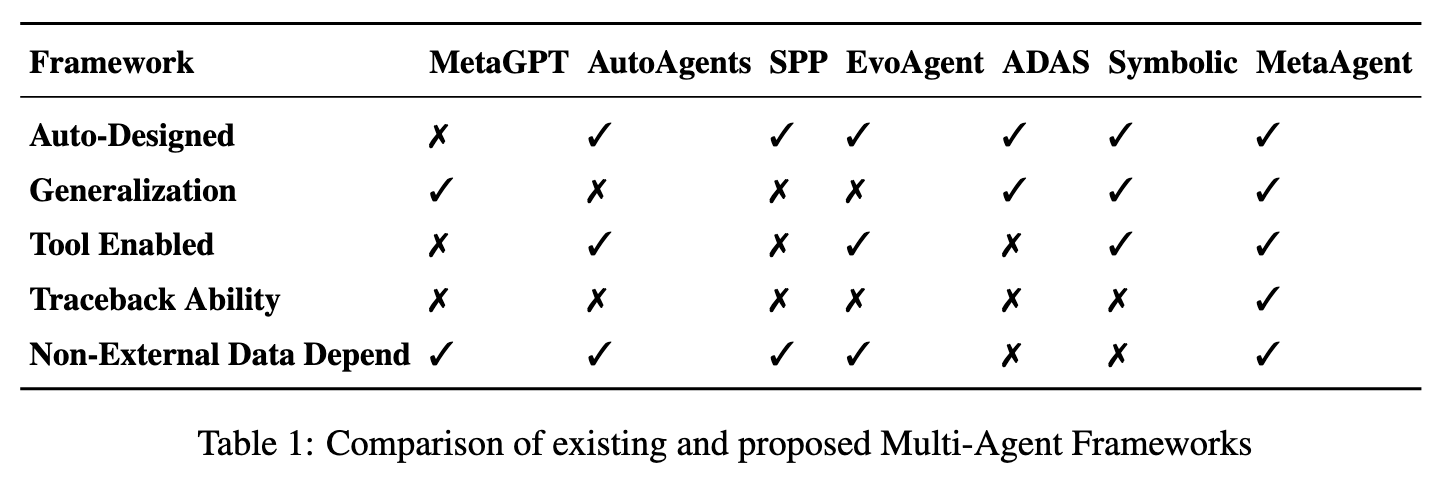 Framework MetaGPT AutoAgents SPP EvoAgent ADAS Symbolic MetaAgent
Auto-Designed ✗ ✓ ✓ ✓ ✓ ✓ ✓
Generalization ✓ ✗ ✗ ✗ ✓ ✓ ✓
Tool Enabled ✗ ✓ ✗ ✓ ✗ ✓ ✓
Traceback Ability ✗ ✗ ✗ ✗ ✗ ✗ ✓
Non-External Data Depend ✓ ✓ ✓ ✓ ✗ ✗ ✓
Table 1: Comparison of existing and proposed Multi-Agent Frameworks